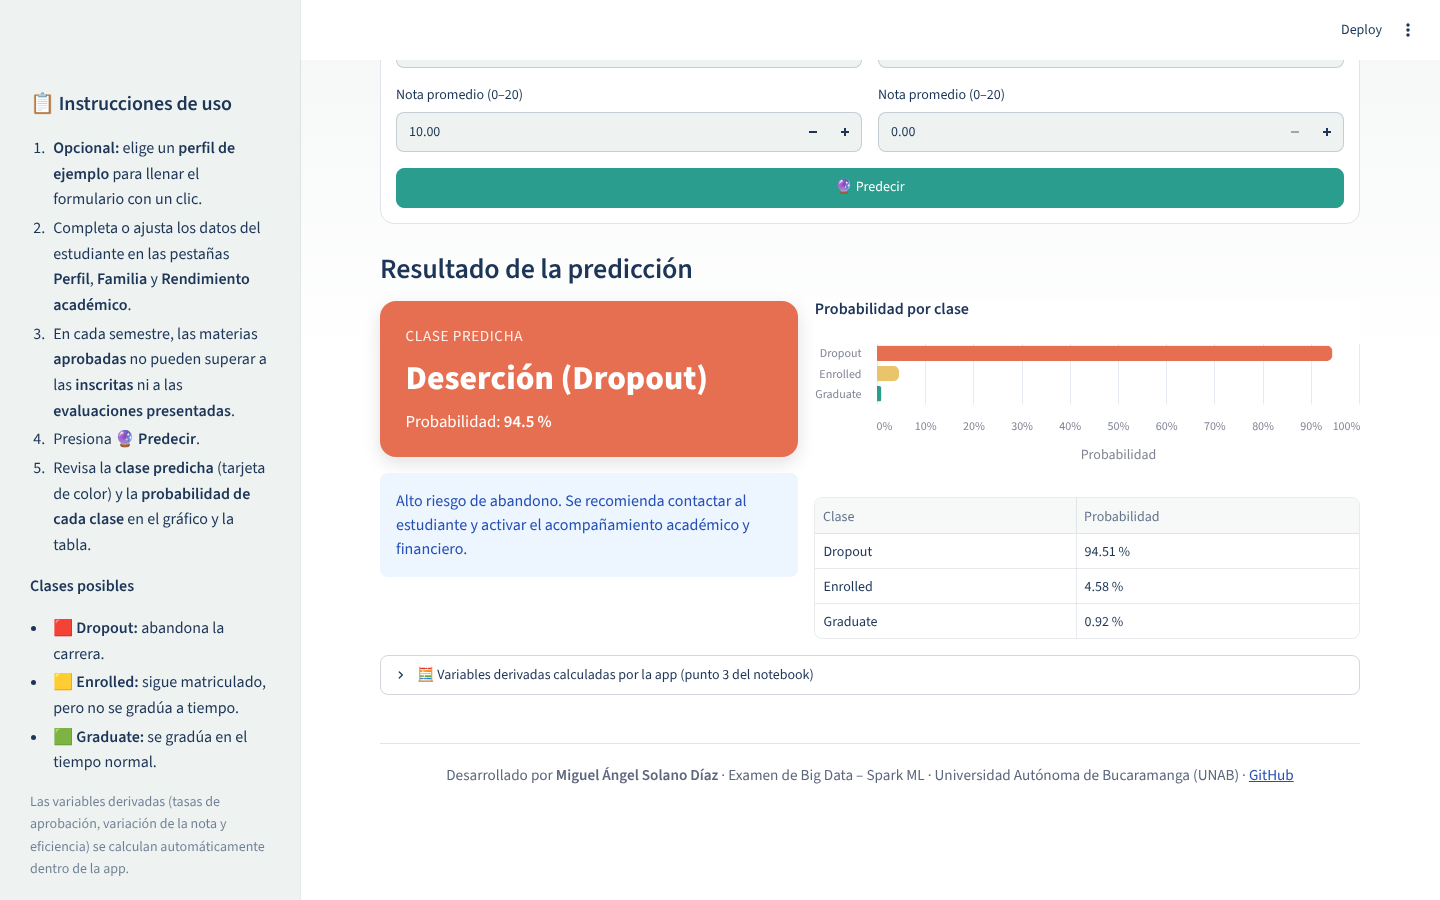 Deploy
📋 Instrucciones de uso
1. Opcional: elige un perfil de
ejemplo para llenar el
formulario con un clic.
2. Completa o ajusta los datos del
estudiante en las pestañas
Perfil, Familia y Rendimiento
académico.
3. En cada semestre, las materias
aprobadas no pueden superar a
las inscritas ni a las
evaluaciones presentadas.
4. Presiona 🔮 Predecir.
5. Revisa la clase predicha (tarjeta
de color) y la probabilidad de
cada clase en el gráfico y la
tabla.
Clases posibles
• 🟥 Dropout: abandona la
carrera.
• 🟨 Enrolled: sigue matriculado,
pero no se gradúa a tiempo.
• 🟩 Graduate: se gradúa en el
tiempo normal.
Las variables derivadas (tasas de
aprobación, variación de la nota y
eficiencia) se calculan automáticamente
dentro de la app.
Nota promedio (0–20)
10.00
Nota promedio (0–20)
0.00
🔮 Predecir
Resultado de la predicción
CLASE PREDICHA
Deserción (Dropout)
Probabilidad: 94.5 %
Alto riesgo de abandono. Se recomienda contactar al
estudiante y activar el acompañamiento académico y
financiero.
Probabilidad por clase
Dropout
Enrolled
Graduate
0% 10% 20% 30% 40% 50% 60% 70% 80% 90% 100%
Probabilidad
Clase Probabilidad
Dropout 94.51 %
Enrolled 4.58 %
Graduate 0.92 %
🧮 Variables derivadas calculadas por la app (punto 3 del notebook)
Desarrollado por Miguel Ángel Solano Díaz · Examen de Big Data – Spark ML · Universidad Autónoma de Bucaramanga (UNAB) · GitHub